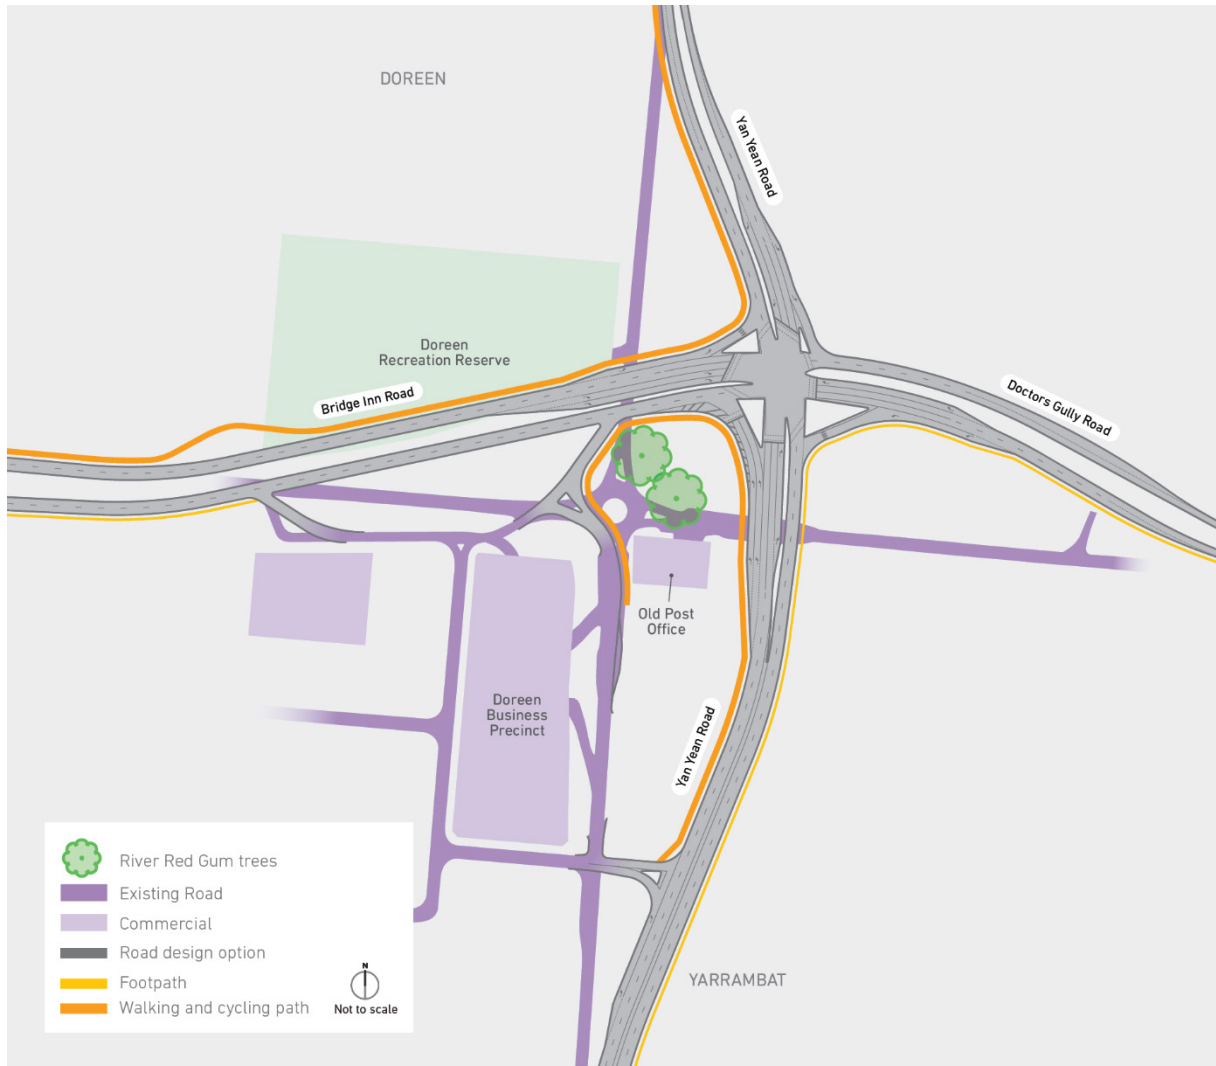 DOREEN
Yan Yean Road
Doreen
Recreation Reserve
Bridge Inn Road
Doctors Gully Road
Old Post
Office
Doreen
Business
Precinct
Yan Yean Road
River Red Gum trees
Existing Road
Commercial
Road design option
Footpath
Walking and cycling path
N
Not to scale
YARRAMBAT